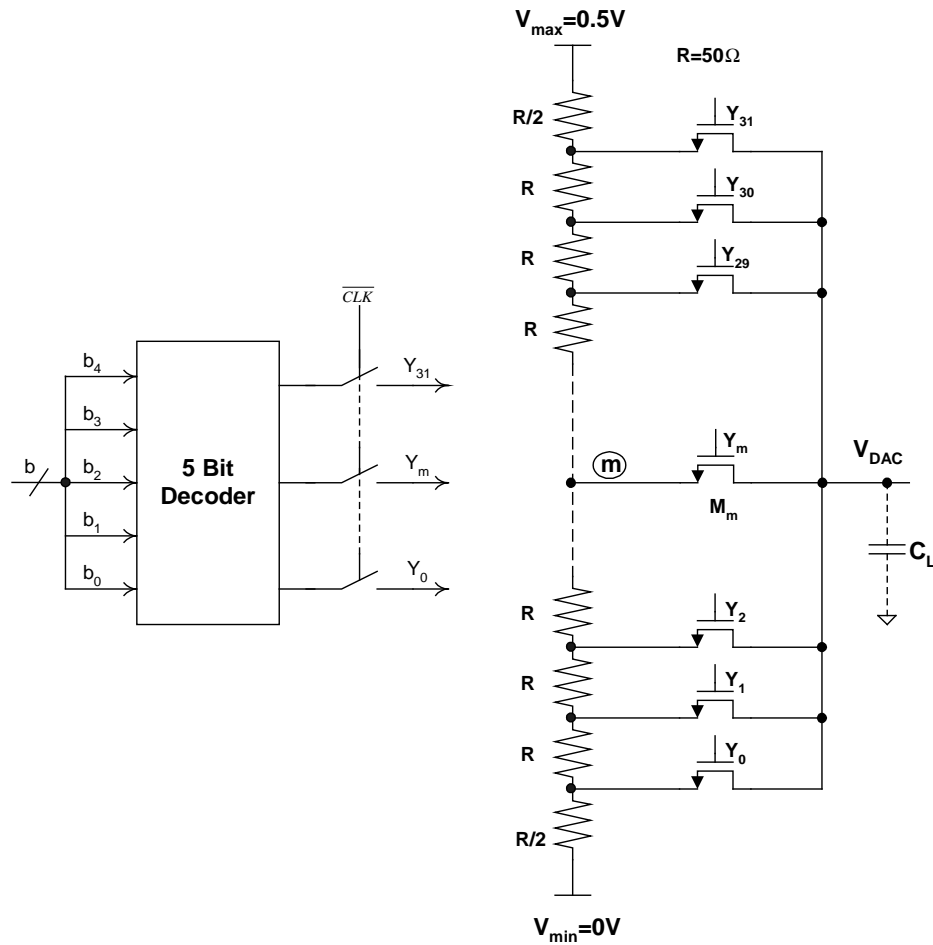 V_max=0.5V
R=50Ω
R/2
Y_31
R
Y_30
R
Y_29
R
C̅L̅K̅
b_4
Y_31
b_3
b
b_2
5 Bit
Decoder
Y_m
b_1
b_0
Y_0
m
Y_m
M_m
V_DAC
C_L
R
Y_2
R
Y_1
R
Y_0
R/2
V_min=0V